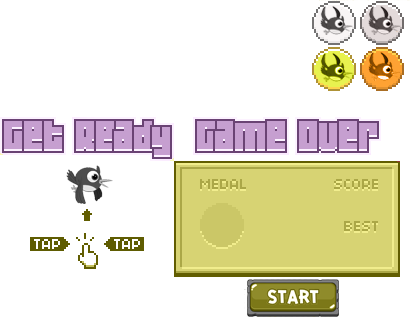 Get Ready
Game Over
MEDAL
SCORE
BEST
TAP
TAP
START